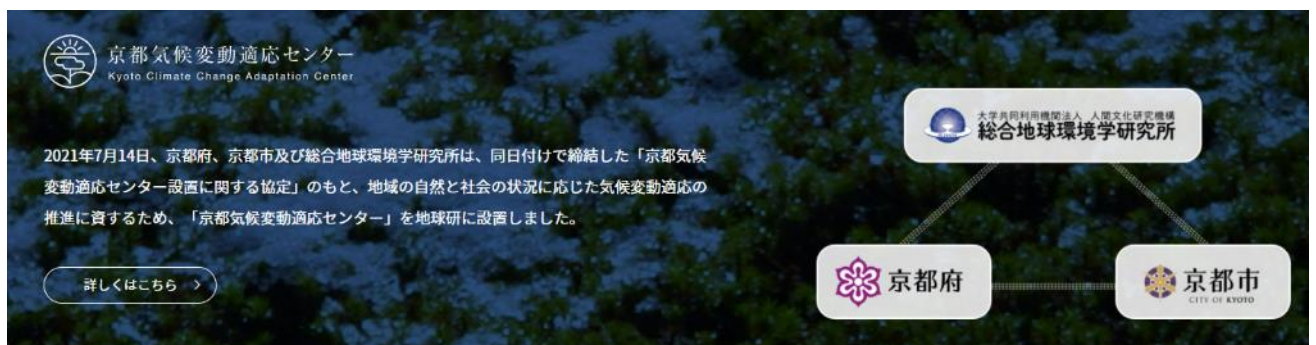 京都気候変動適応センター
Kyoto Climate Change Adaptation Center
2021年7月14日、京都府、京都市及び総合地球環境学研究所は、同日付けで締結した「京都気候
変動適応センター設置に関する協定」のもと、地域の自然と社会の状況に応じた気候変動適応の
推進に資するため、「京都気候変動適応センター」を地球研に設置しました。
詳しくはこちら
大学共同利用機関法人 人間文化研究機構
総合地球環境学研究所
京都府
京都市
CITY OF KYOTO